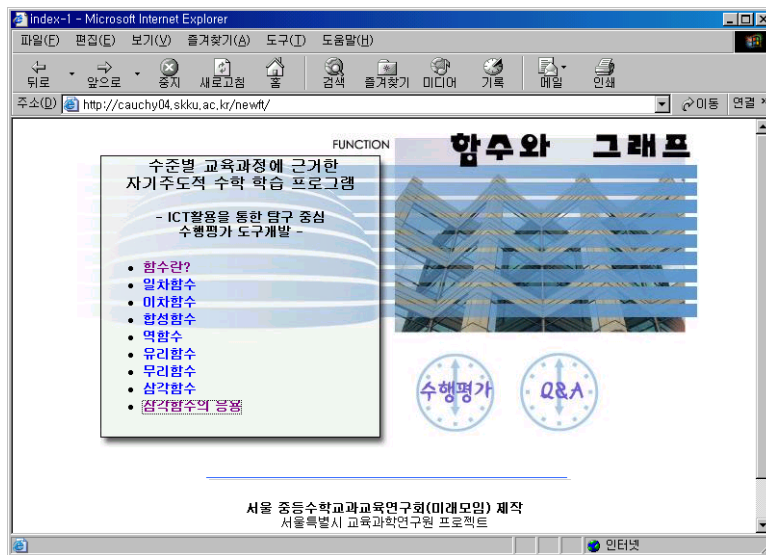 index-1 - Microsoft Internet Explorer
파일(F) 편집(E) 보기(V) 즐겨찾기(A) 도구(T) 도움말(H)
뒤로 앞으로 중지 새로고침 홈 검색 즐겨찾기 미디어 기록 메일 인쇄
주소(D) http://cauchy04.skku.ac.kr/newft/ 이동 연결 »
FUNCTION 함수와 그래프
수준별 교육과정에 근거한
자기주도적 수학 학습 프로그램
- ICT활용을 통한 탐구 중심
수행평가 도구개발 -
• 함수란?
• 일차함수
• 이차함수
• 합성함수
• 역함수
• 유리함수
• 무리함수
• 삼각함수
• 삼각함수의 응용
수행평가 Q&A
서울 중등수학교과교육연구회(미래모임) 제작
서울특별시 교육과학연구원 프로젝트
인터넷